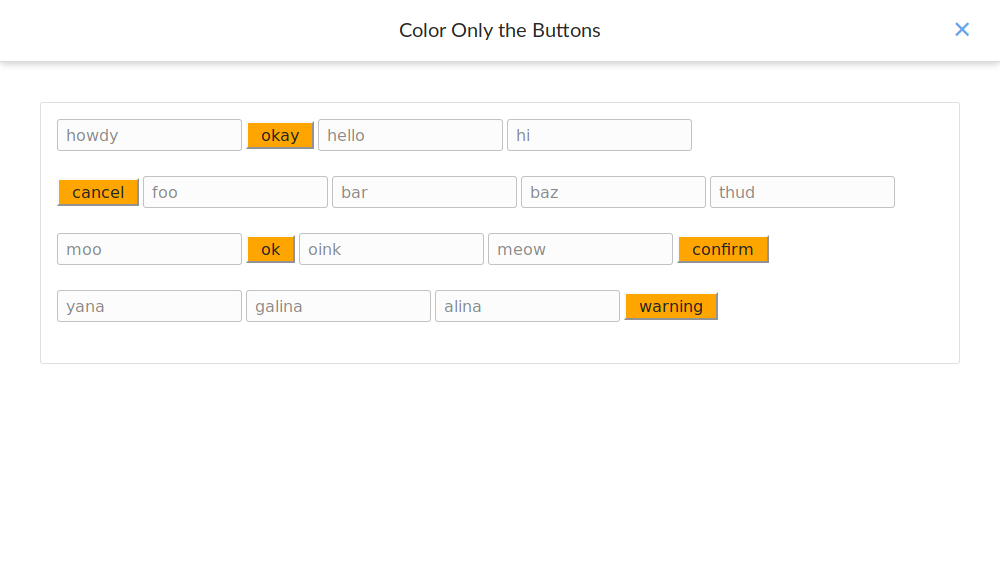 Color Only the Buttons ✕
howdy okay hello hi
cancel foo bar baz thud
moo ok oink meow confirm
yana galina alina warning